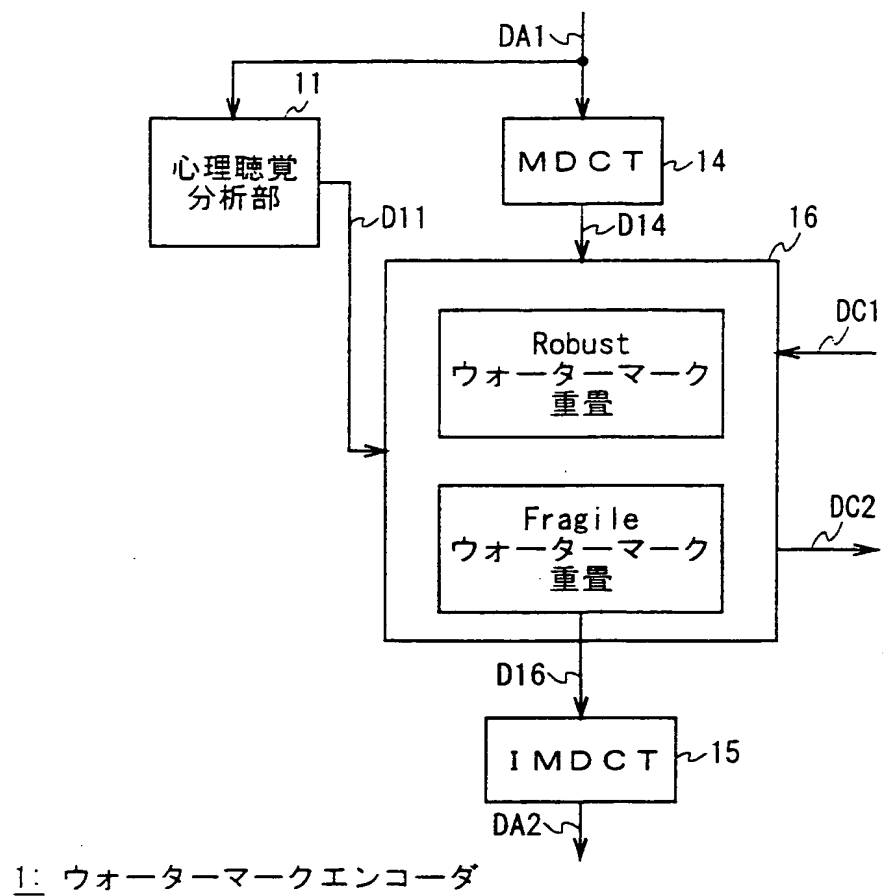 DA1
11
心理聴覚
分析部
MDCT
14
D11
D14
16
Robust
ウォーターマーク
重畳
DC1
Fragile
ウォーターマーク
重畳
DC2
D16
IMDCT
15
DA2
1: ウォーターマークエンコーダ